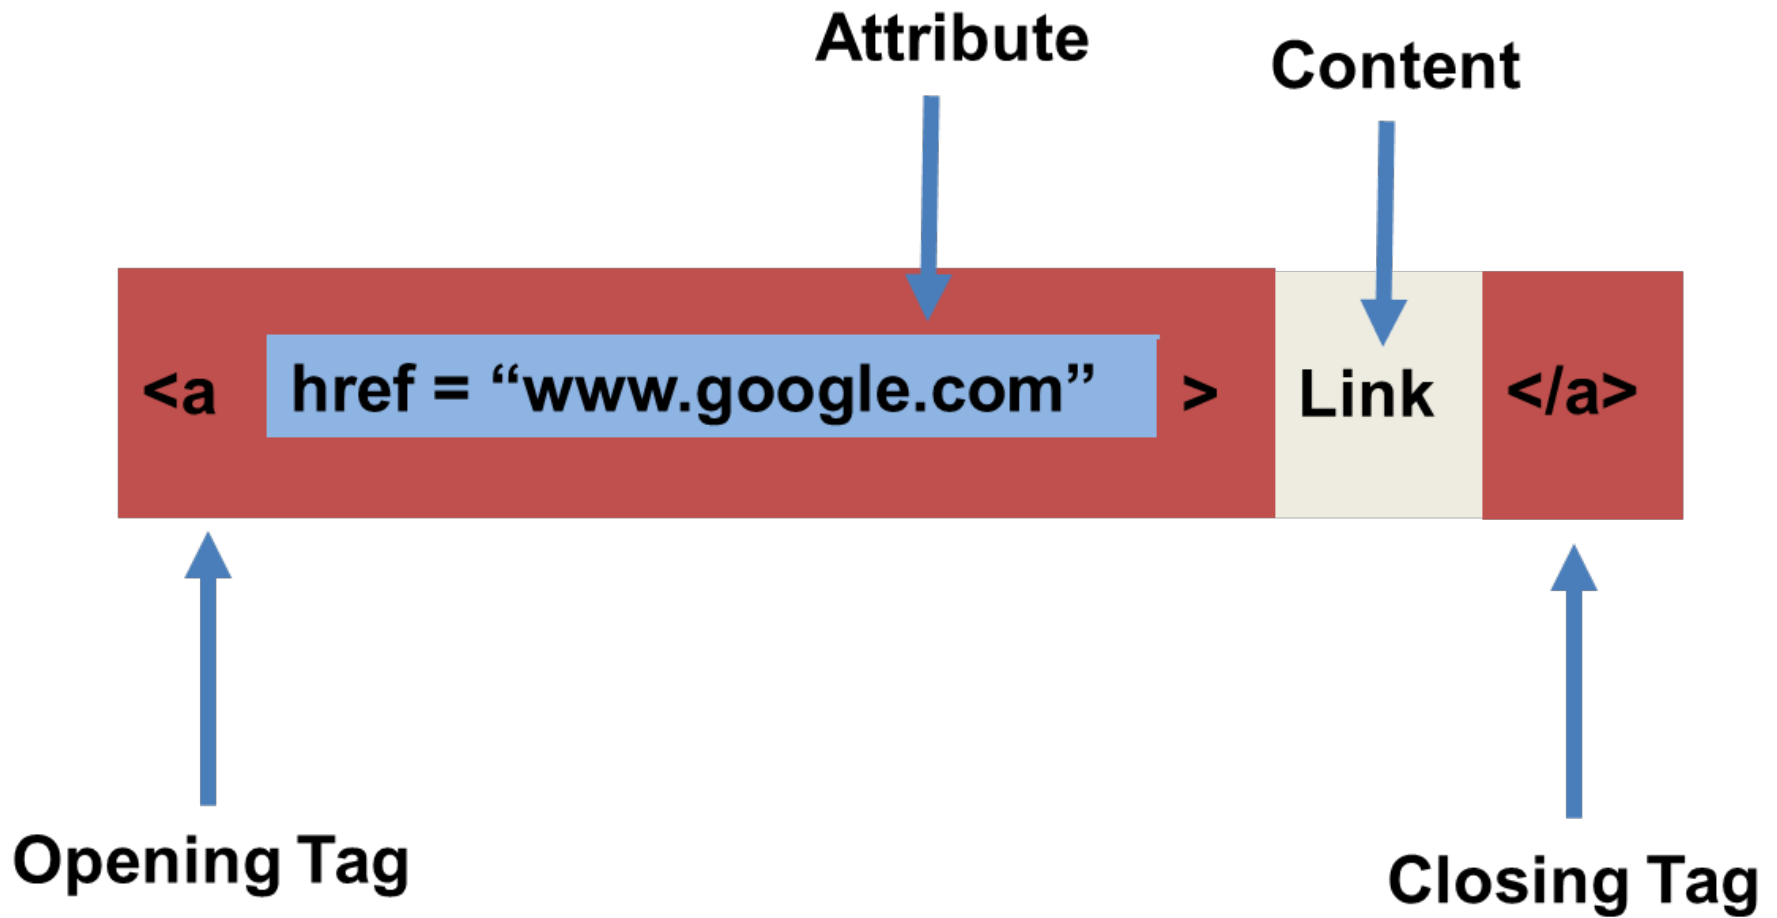 Attribute
Content
<a href = “www.google.com” > Link </a>
Opening Tag
Closing Tag